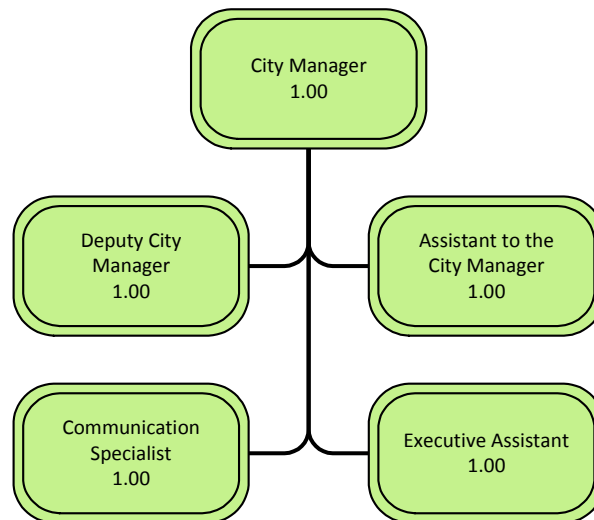 City Manager
1.00
Deputy City
Manager
1.00
Assistant to the
City Manager
1.00
Communication
Specialist
1.00
Executive Assistant
1.00